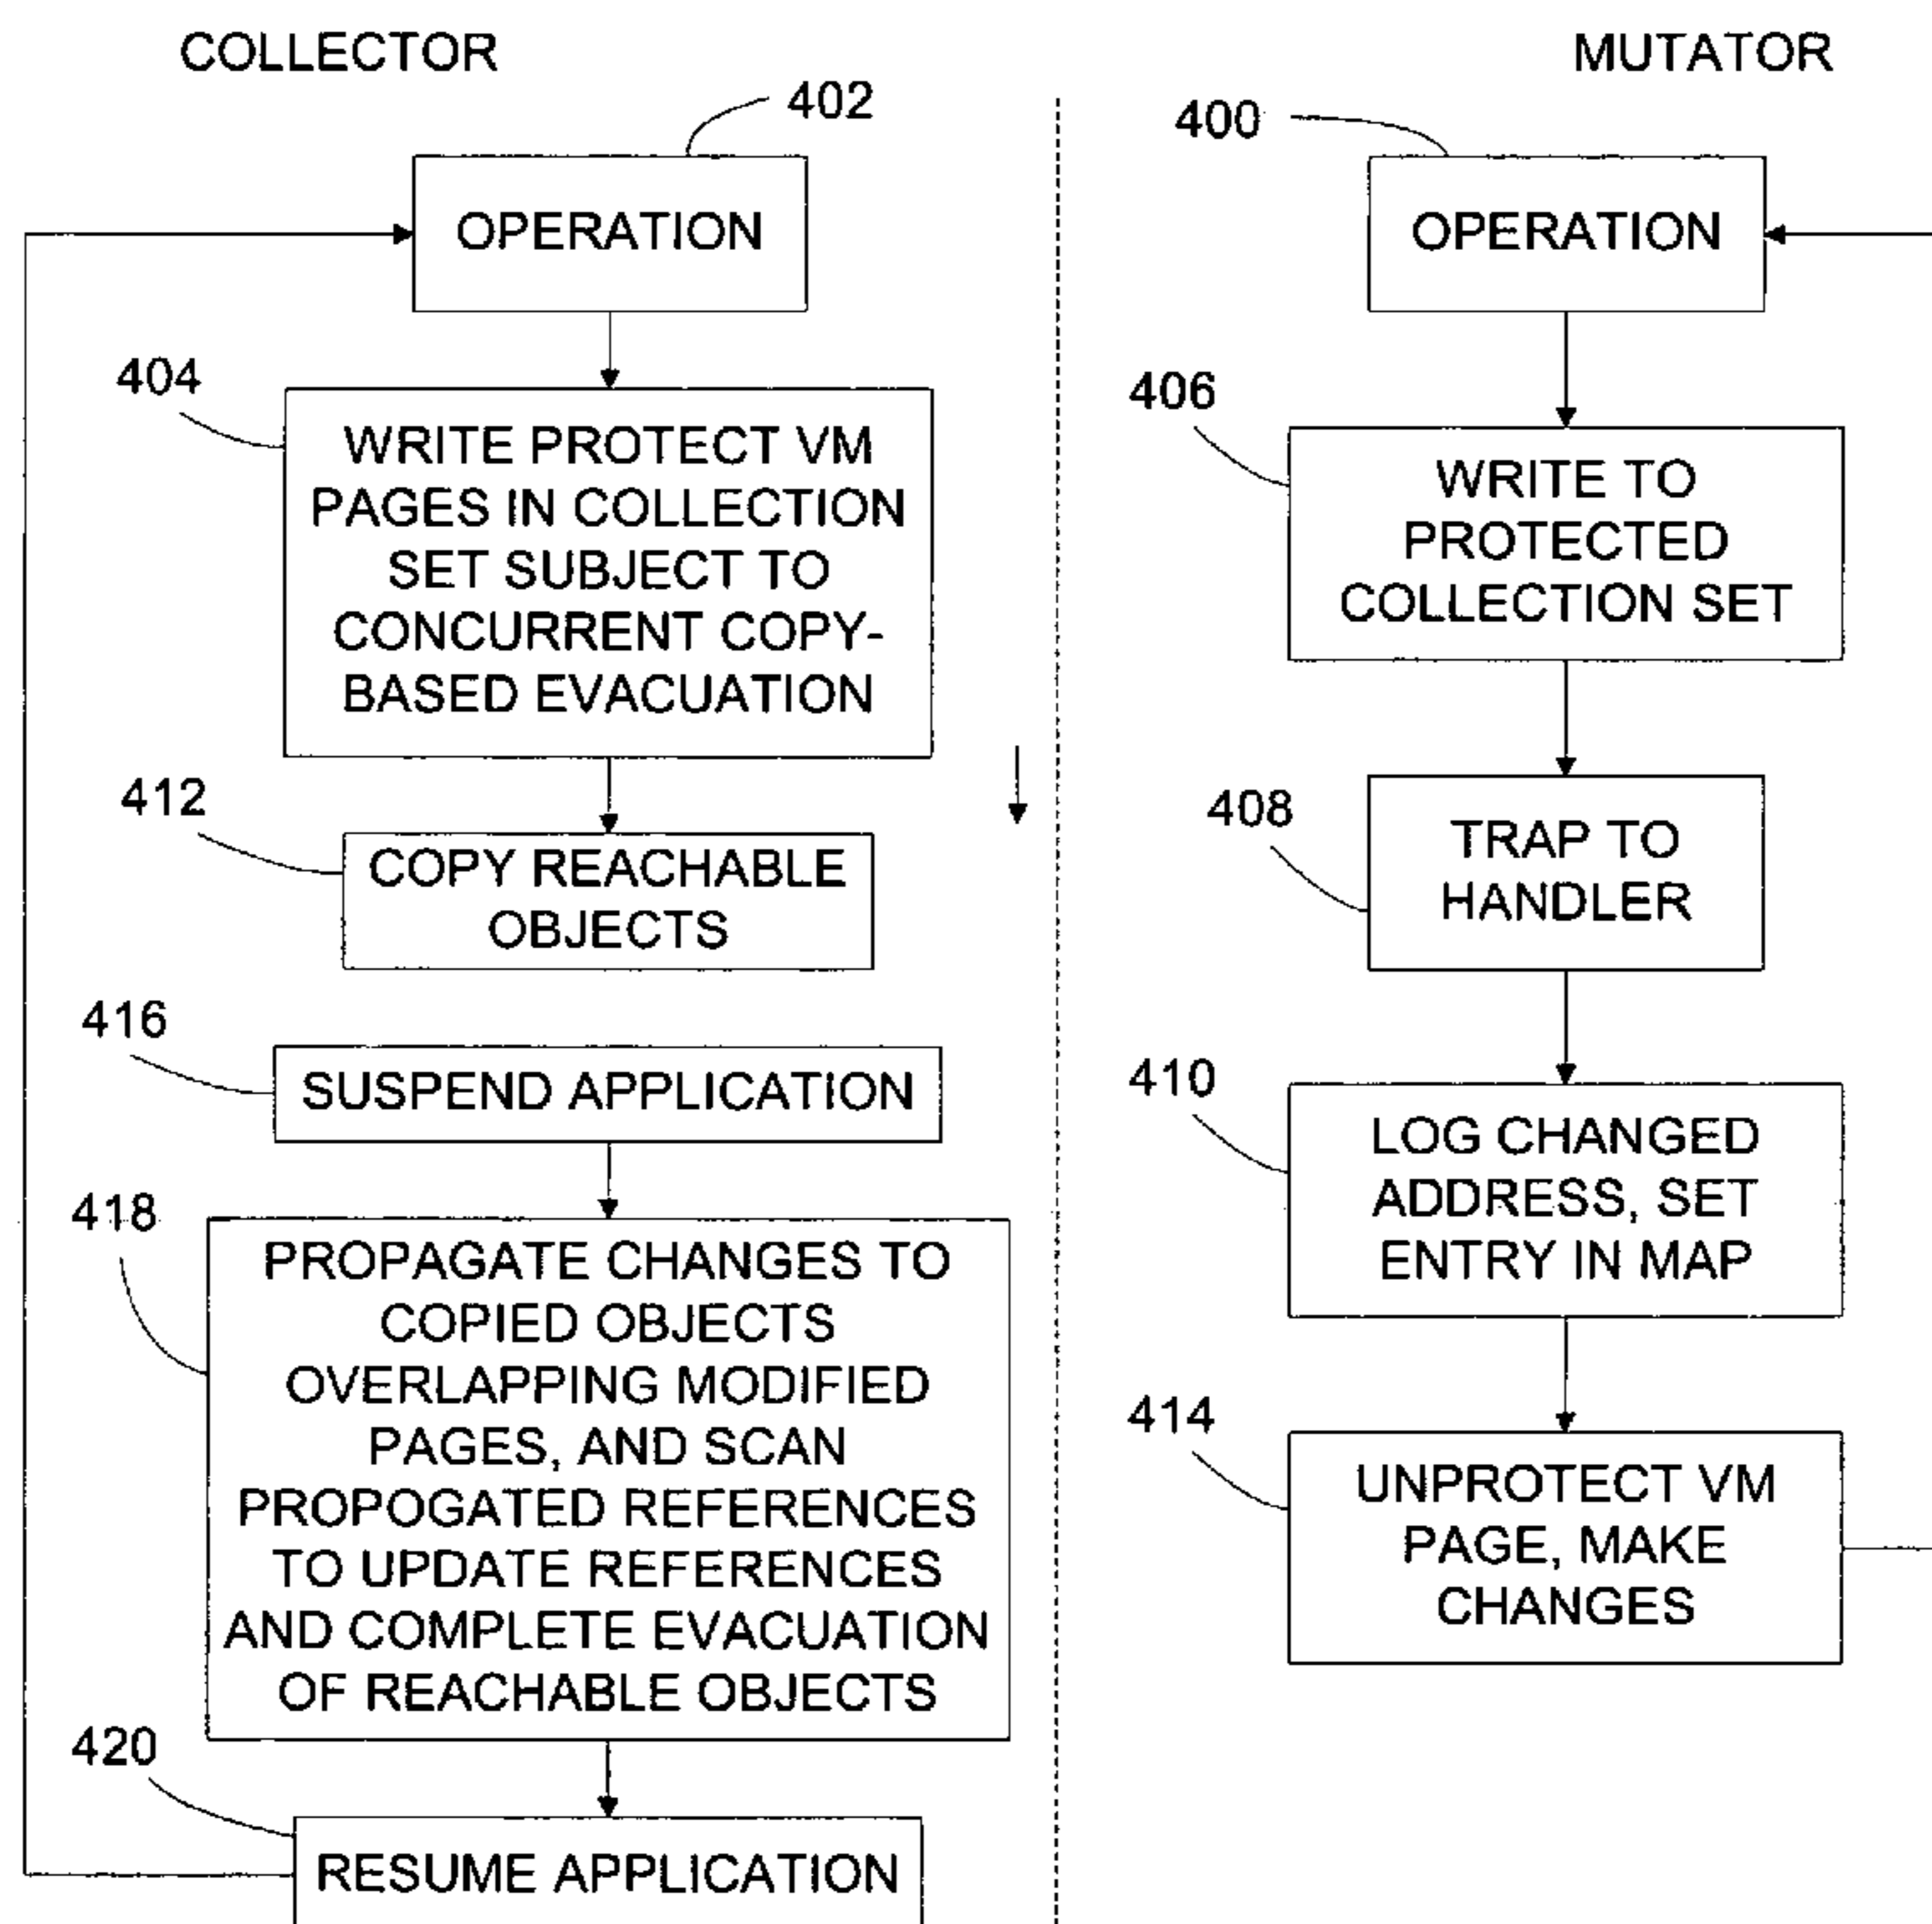 COLLECTOR
402
OPERATION
404
WRITE PROTECT VM
PAGES IN COLLECTION
SET SUBJECT TO
CONCURRENT COPY-
BASED EVACUATION
412
COPY REACHABLE
OBJECTS
416
SUSPEND APPLICATION
418
PROPAGATE CHANGES TO
COPIED OBJECTS
OVERLAPPING MODIFIED
PAGES, AND SCAN
PROPOGATED REFERENCES
TO UPDATE REFERENCES
AND COMPLETE EVACUATION
OF REACHABLE OBJECTS
420
RESUME APPLICATION
MUTATOR
400
OPERATION
406
WRITE TO
PROTECTED
COLLECTION SET
408
TRAP TO
HANDLER
410
LOG CHANGED
ADDRESS, SET
ENTRY IN MAP
414
UNPROTECT VM
PAGE, MAKE
CHANGES